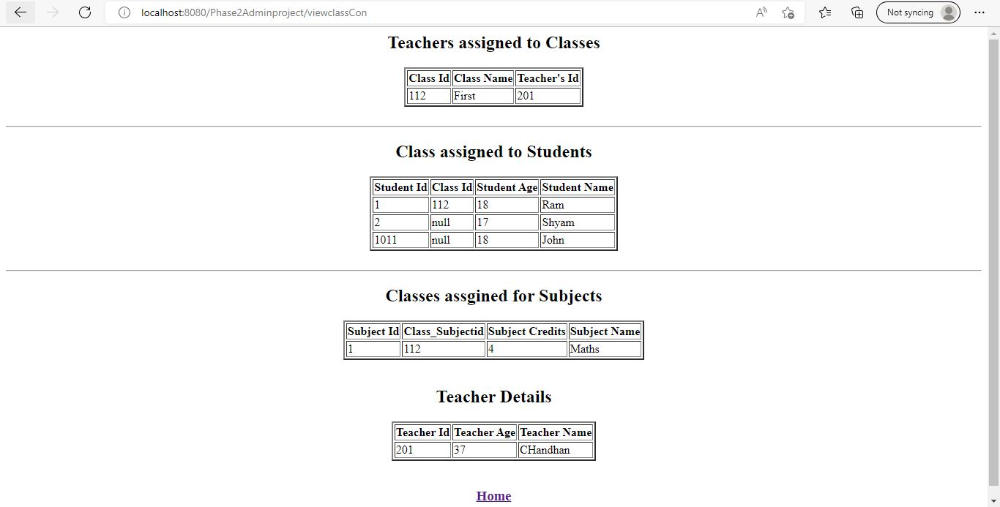 localhost:8080/Phase2Adminproject/viewclassCon
Not syncing
Teachers assigned to Classes
Class Id Class Name Teacher's Id
112 First 201
Class assigned to Students
Student Id Class Id Student Age Student Name
1 112 18 Ram
2 null 17 Shyam
1011 null 18 John
Classes assgined for Subjects
Subject Id Class_Subjectid Subject Credits Subject Name
1 112 4 Maths
Teacher Details
Teacher Id Teacher Age Teacher Name
201 37 CHandhan
Home